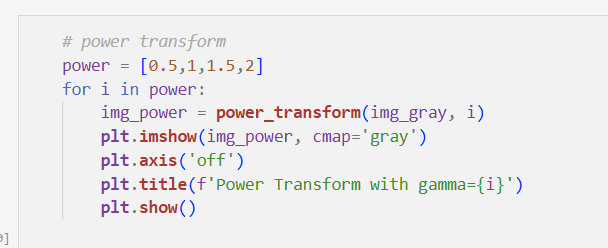 # power transform
power = [0.5,1,1.5,2]
for i in power:
    img_power = power_transform(img_gray, i)
    plt.imshow(img_power, cmap='gray')
    plt.axis('off')
    plt.title(f'Power Transform with gamma={i}')
    plt.show()